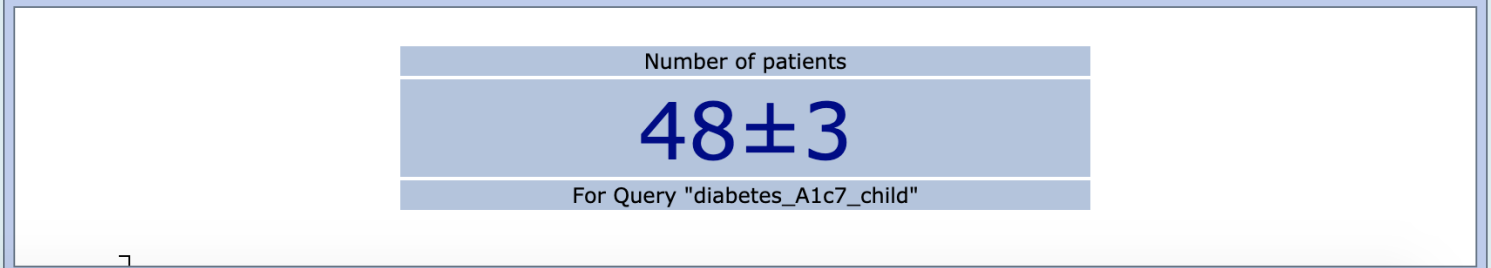 Number of patients
48±3
For Query "diabetes_A1c7_child"